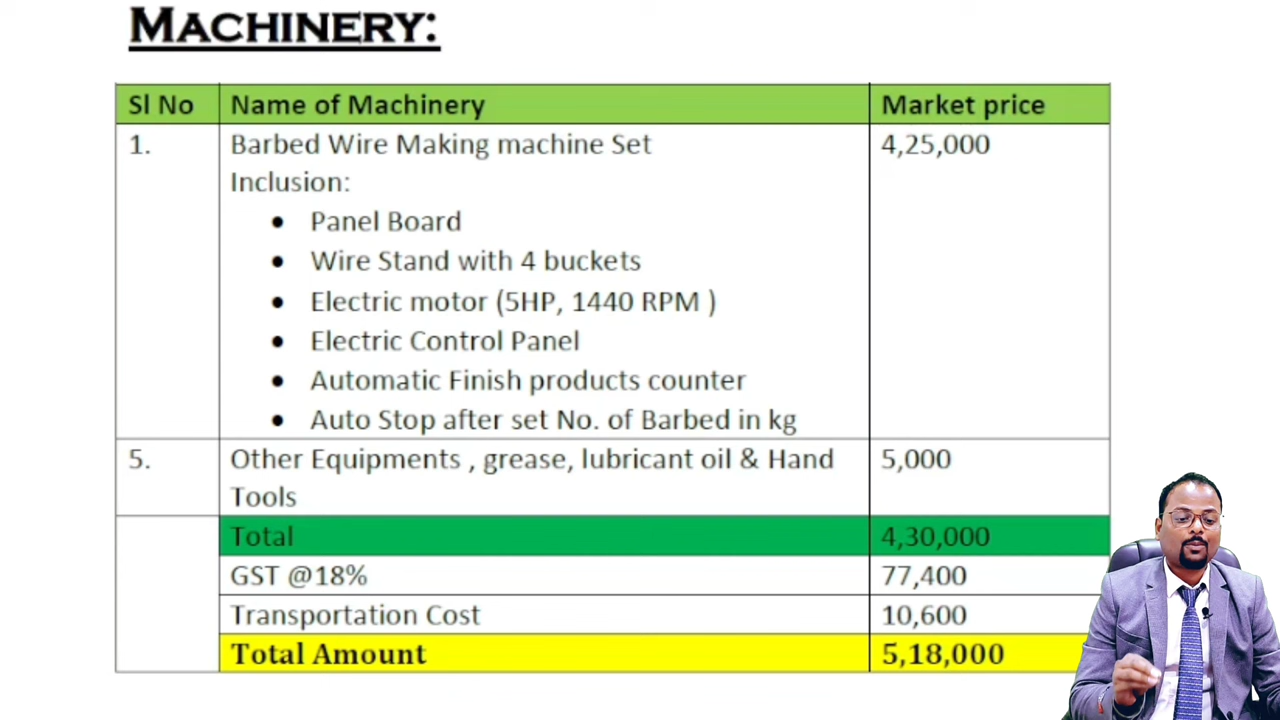 MACHINERY:
Sl No Name of Machinery Market price
1. Barbed Wire Making machine Set 4,25,000
Inclusion:
• Panel Board
• Wire Stand with 4 buckets
• Electric motor (5HP, 1440 RPM )
• Electric Control Panel
• Automatic Finish products counter
• Auto Stop after set No. of Barbed in kg
5. Other Equipments , grease, lubricant oil & Hand 5,000
Tools
Total 4,30,000
GST @18% 77,400
Transportation Cost 10,600
Total Amount 5,18,000